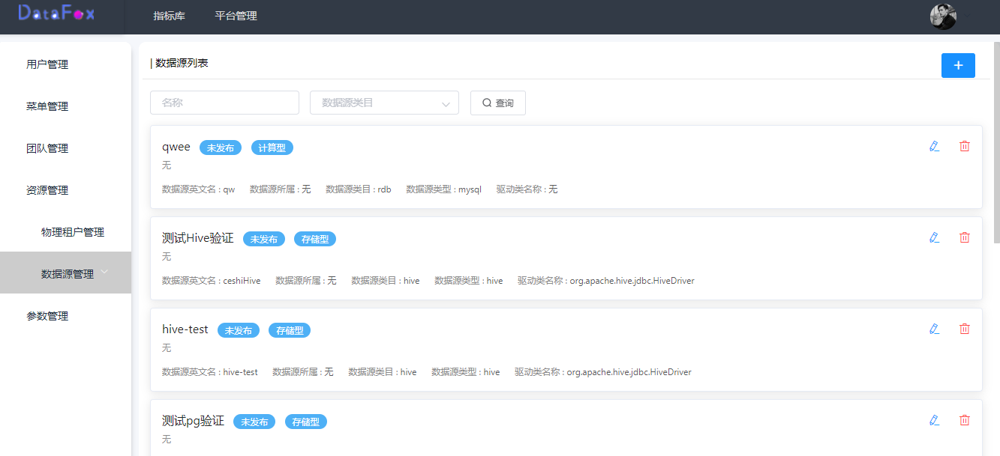 DataFox
指标库 平台管理
用户管理
菜单管理
团队管理
资源管理
物理租户管理
数据源管理
参数管理
| 数据源列表
+
名称 数据源类目 查询
qwee 未发布 计算型
无
数据源英文名 : qw 数据源所属 : 无 数据源类目 : rdb 数据源类型 : mysql 驱动类名称 : 无
测试Hive验证 未发布 存储型
无
数据源英文名 : ceshiHive 数据源所属 : 无 数据源类目 : hive 数据源类型 : hive 驱动类名称 : org.apache.hive.jdbc.HiveDriver
hive-test 未发布 存储型
无
数据源英文名 : hive-test 数据源所属 : 无 数据源类目 : hive 数据源类型 : hive 驱动类名称 : org.apache.hive.jdbc.HiveDriver
测试pg验证 未发布 存储型
无